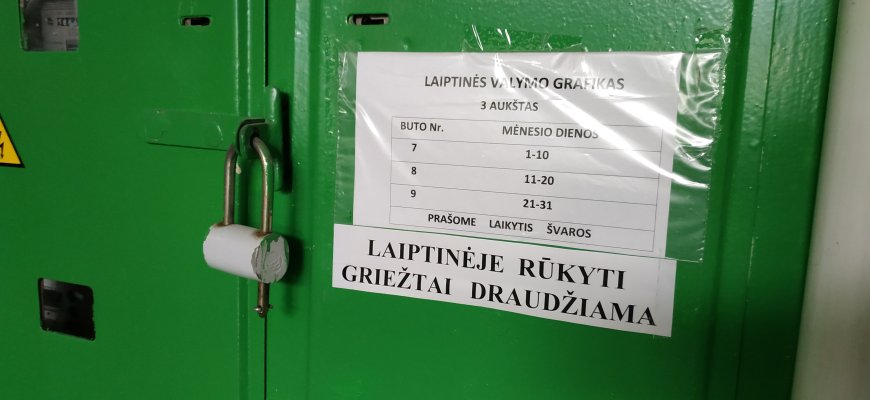 LAIPTINĖS VALYMO GRAFIKAS
3 AUKŠTAS
BUTO Nr. MĖNESIO DIENOS
7 1-10
8 11-20
9 21-31
PRAŠOME LAIKYTIS ŠVAROS
LAIPTINĖJE RŪKYTI
GRIEŽTAI DRAUDŽIAMA